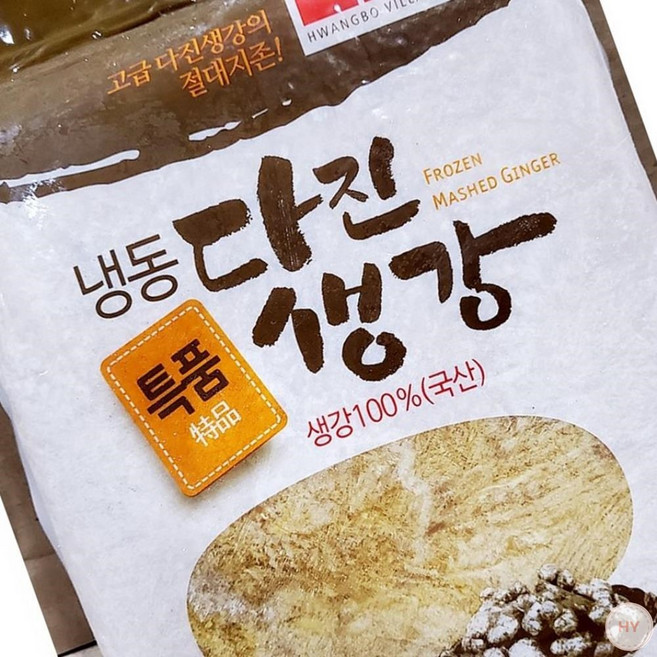 HWANGBO
고급 다진생강의
절대지존!
FROZEN
MASHED GINGER
냉동 다진
생강
특품
特品
생강100%(국산)
HY